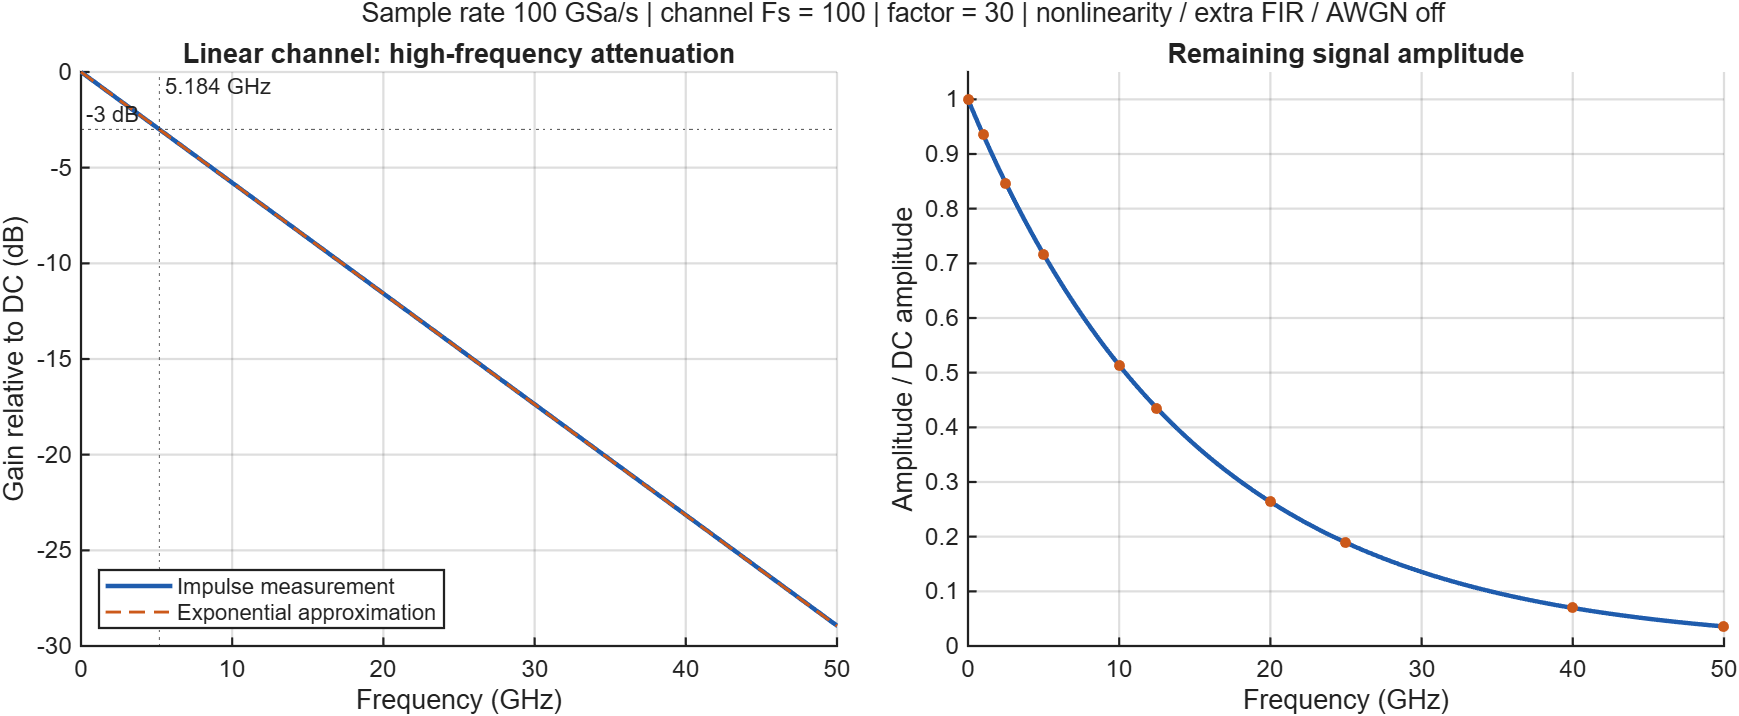 Sample rate 100 GSa/s | channel Fs = 100 | factor = 30 | nonlinearity / extra FIR / AWGN off
Linear channel: high-frequency attenuation
0
-5
-10
-15
-20
-25
-30
Gain relative to DC (dB)
5.184 GHz
-3 dB
Impulse measurement
Exponential approximation
0
10
20
30
40
50
Frequency (GHz)
Remaining signal amplitude
1
0.9
0.8
0.7
0.6
0.5
0.4
0.3
0.2
0.1
0
Amplitude / DC amplitude
0
10
20
30
40
50
Frequency (GHz)